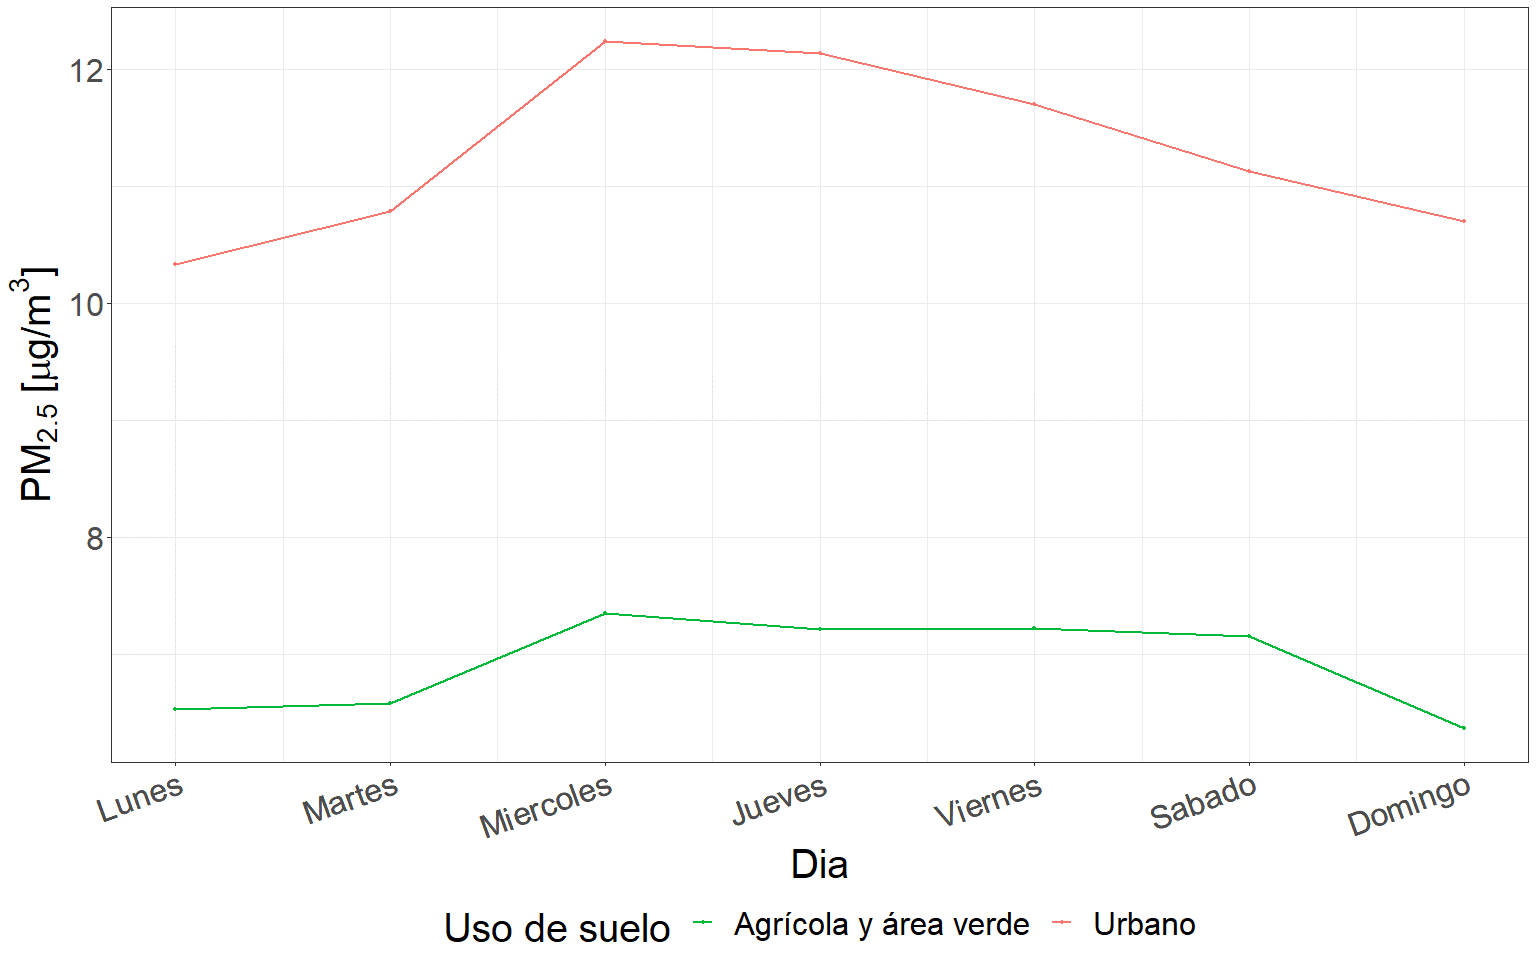 12
10
8
PM2.5 [µg/m3]
Lunes
Martes
Miercoles
Jueves
Viernes
Sabado
Domingo
Dia
Uso de suelo Agrícola y área verde Urbano